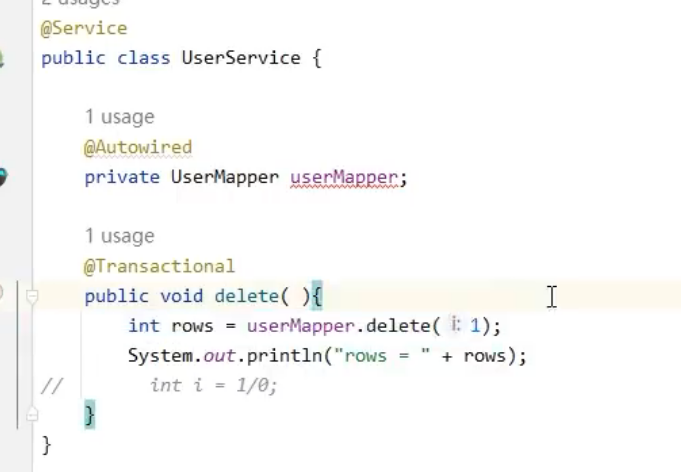 2 usages
@Service
public class UserService {
1 usage
@Autowired
private UserMapper userMapper;
1 usage
@Transactional
public void delete( ){
int rows = userMapper.delete( i: 1);
System.out.println("rows = " + rows);
// int i = 1/0;
}
}